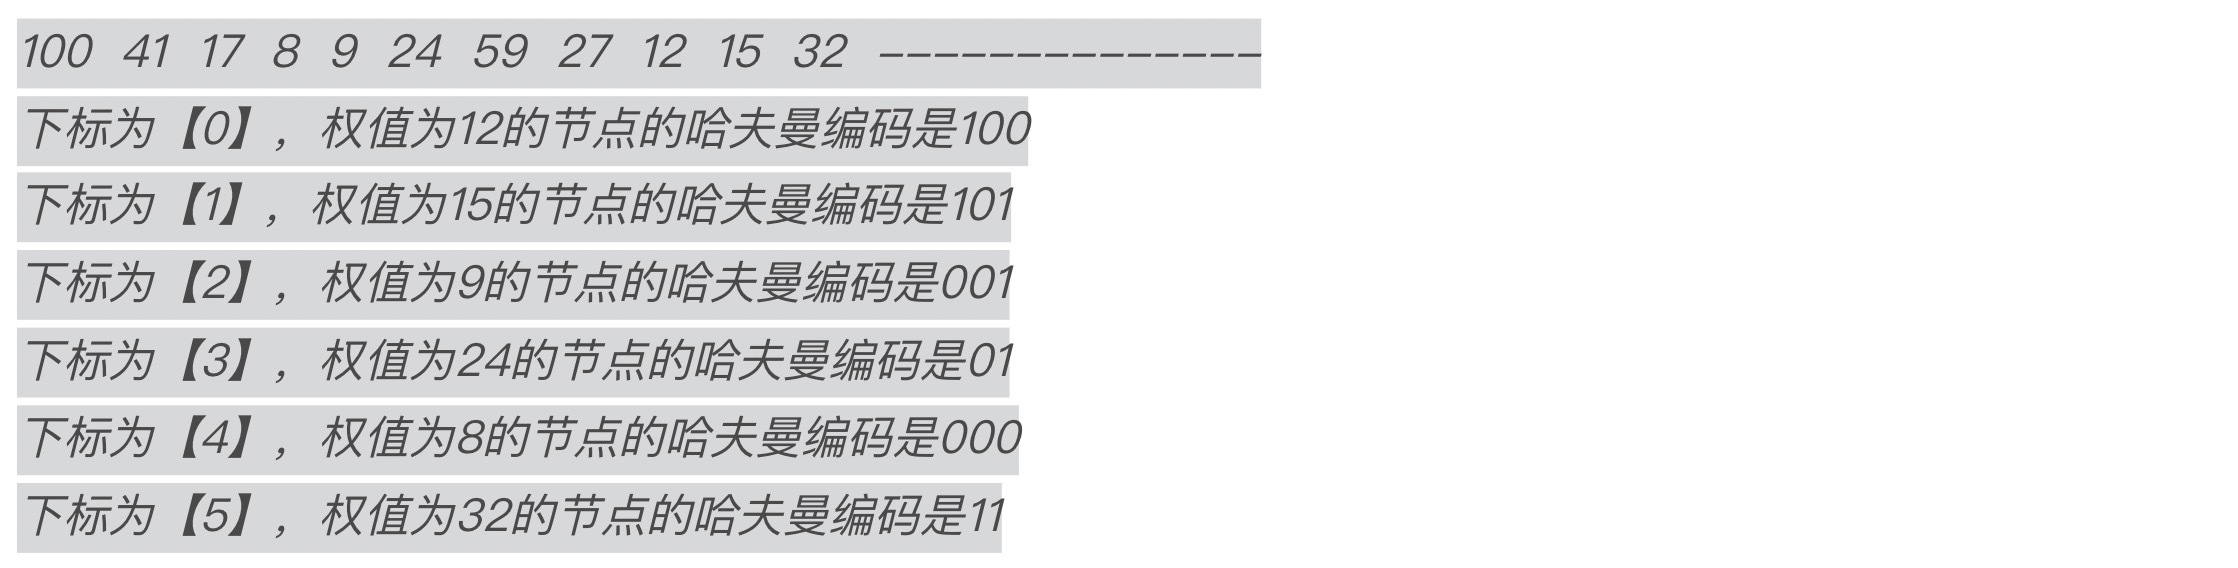 100 41 17 8 9 24 59 27 12 15 32 --------------
下标为【0】，权值为12的节点的哈夫曼编码是100
下标为【1】，权值为15的节点的哈夫曼编码是101
下标为【2】，权值为9的节点的哈夫曼编码是001
下标为【3】，权值为24的节点的哈夫曼编码是01
下标为【4】，权值为8的节点的哈夫曼编码是000
下标为【5】，权值为32的节点的哈夫曼编码是11